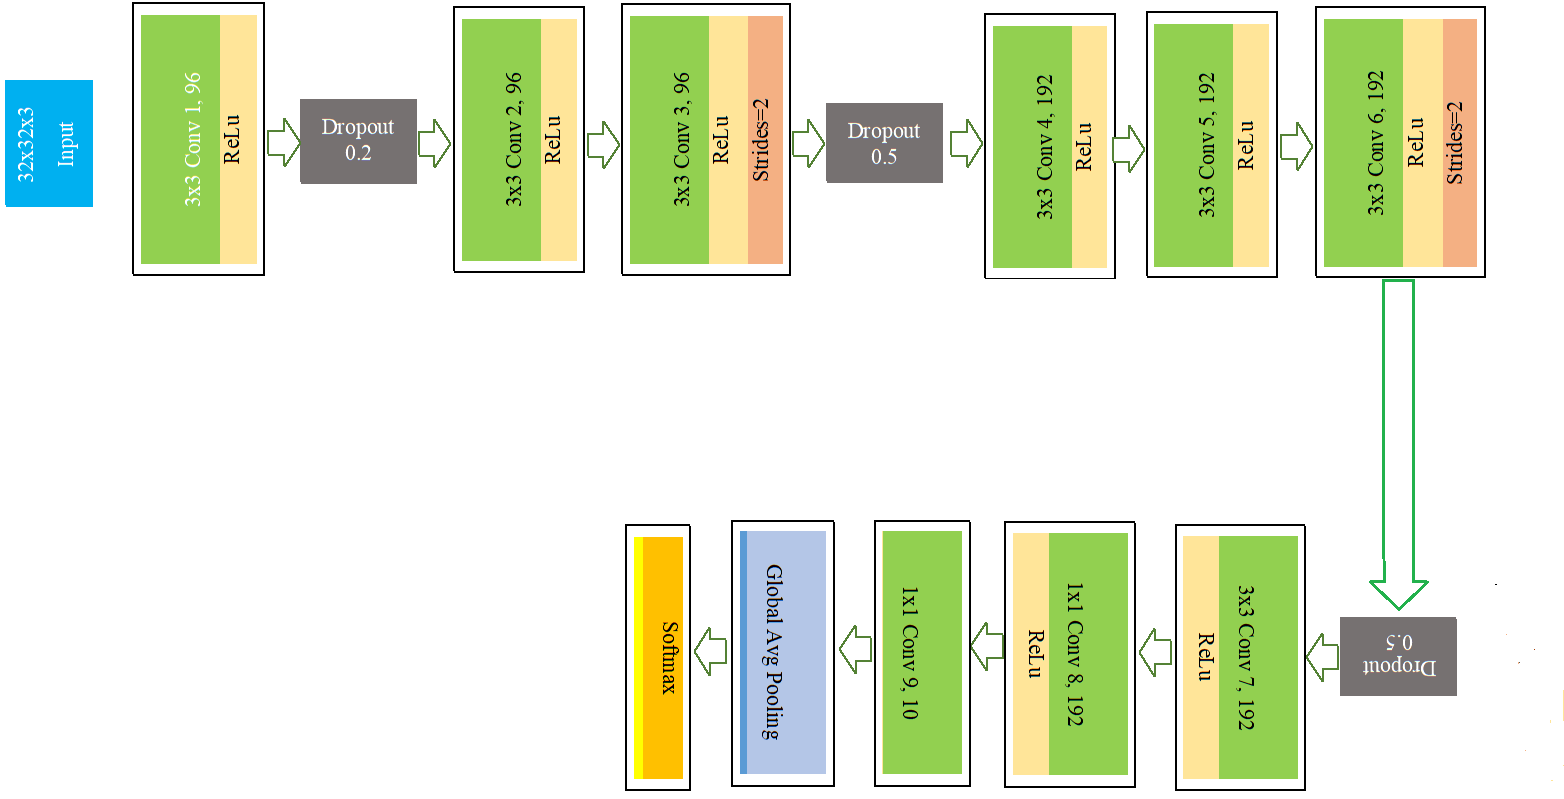 32x32x3
Input
3x3 Conv 1, 96
ReLu
Dropout
0.2
3x3 Conv 2, 96
ReLu
3x3 Conv 3, 96
ReLu
Strides=2
Dropout
0.5
3x3 Conv 4, 192
ReLu
3x3 Conv 5, 192
ReLu
3x3 Conv 6, 192
ReLu
Strides=2
Dropout
0.5
3x3 Conv 7, 192
ReLu
1x1 Conv 8, 192
ReLu
1x1 Conv 9, 10
Global Avg Pooling
Softmax